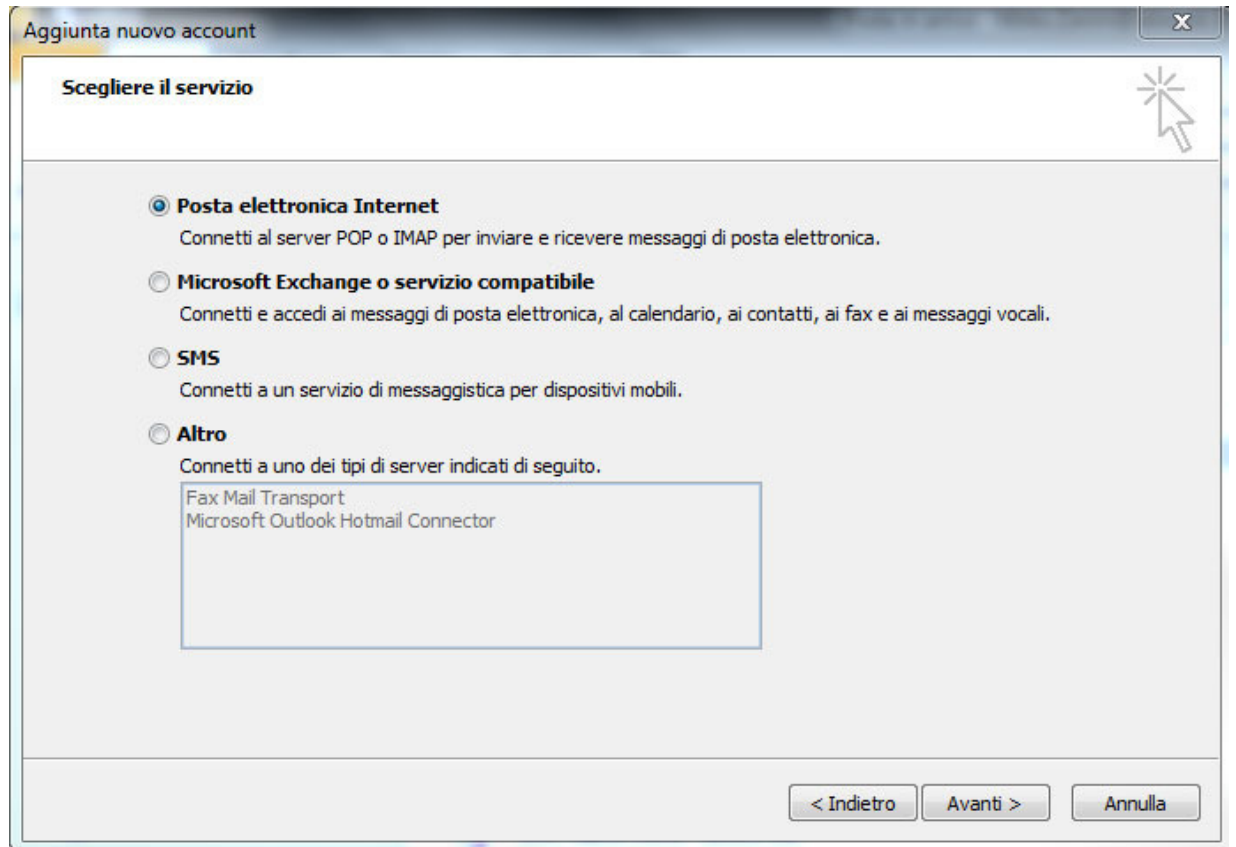 Aggiunta nuovo account
Scegliere il servizio
Posta elettronica Internet
Connetti al server POP o IMAP per inviare e ricevere messaggi di posta elettronica.
Microsoft Exchange o servizio compatibile
Connetti e accedi ai messaggi di posta elettronica, al calendario, ai contatti, ai fax e ai messaggi vocali.
SMS
Connetti a un servizio di messaggistica per dispositivi mobili.
Altro
Connetti a uno dei tipi di server indicati di seguito.
Fax Mail Transport
Microsoft Outlook Hotmail Connector
< Indietro Avanti > Annulla